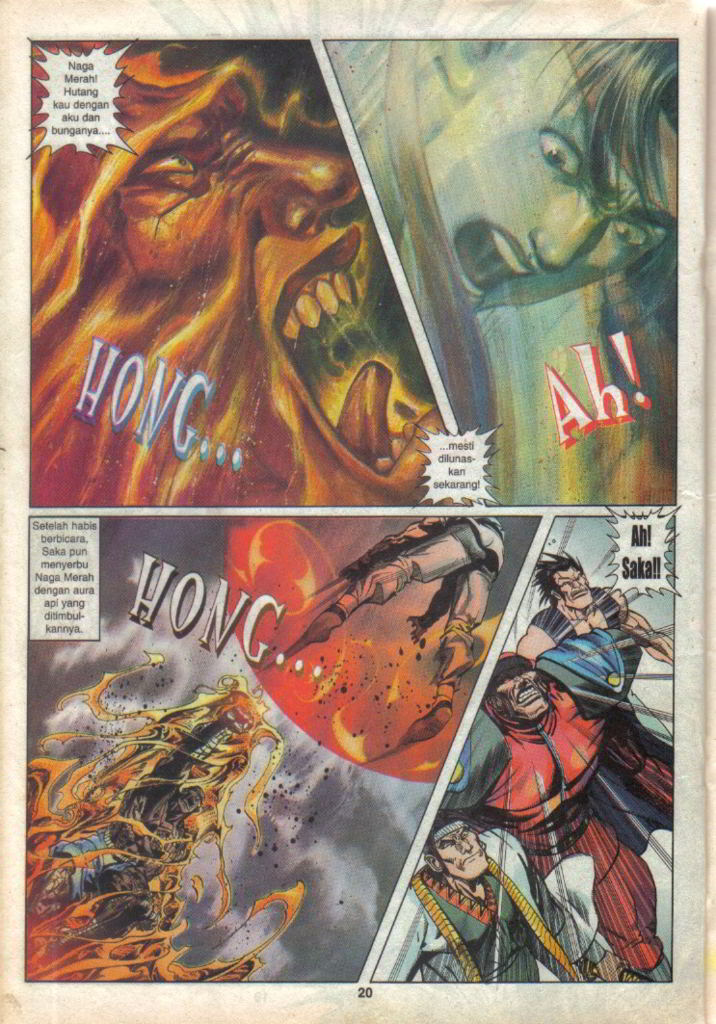 Naga
Merah!
Hutang
kau dengan
aku dan
bunganya....
HONG...
Ah!
...mesti
dilunas-
kan
sekarang!
Setelah habis
berbicara,
Saka pun
menyerbu
Naga Merah
dengan aura
api yang
ditimbul-
kannya.
HONG...
Ah!
Saka!!
20